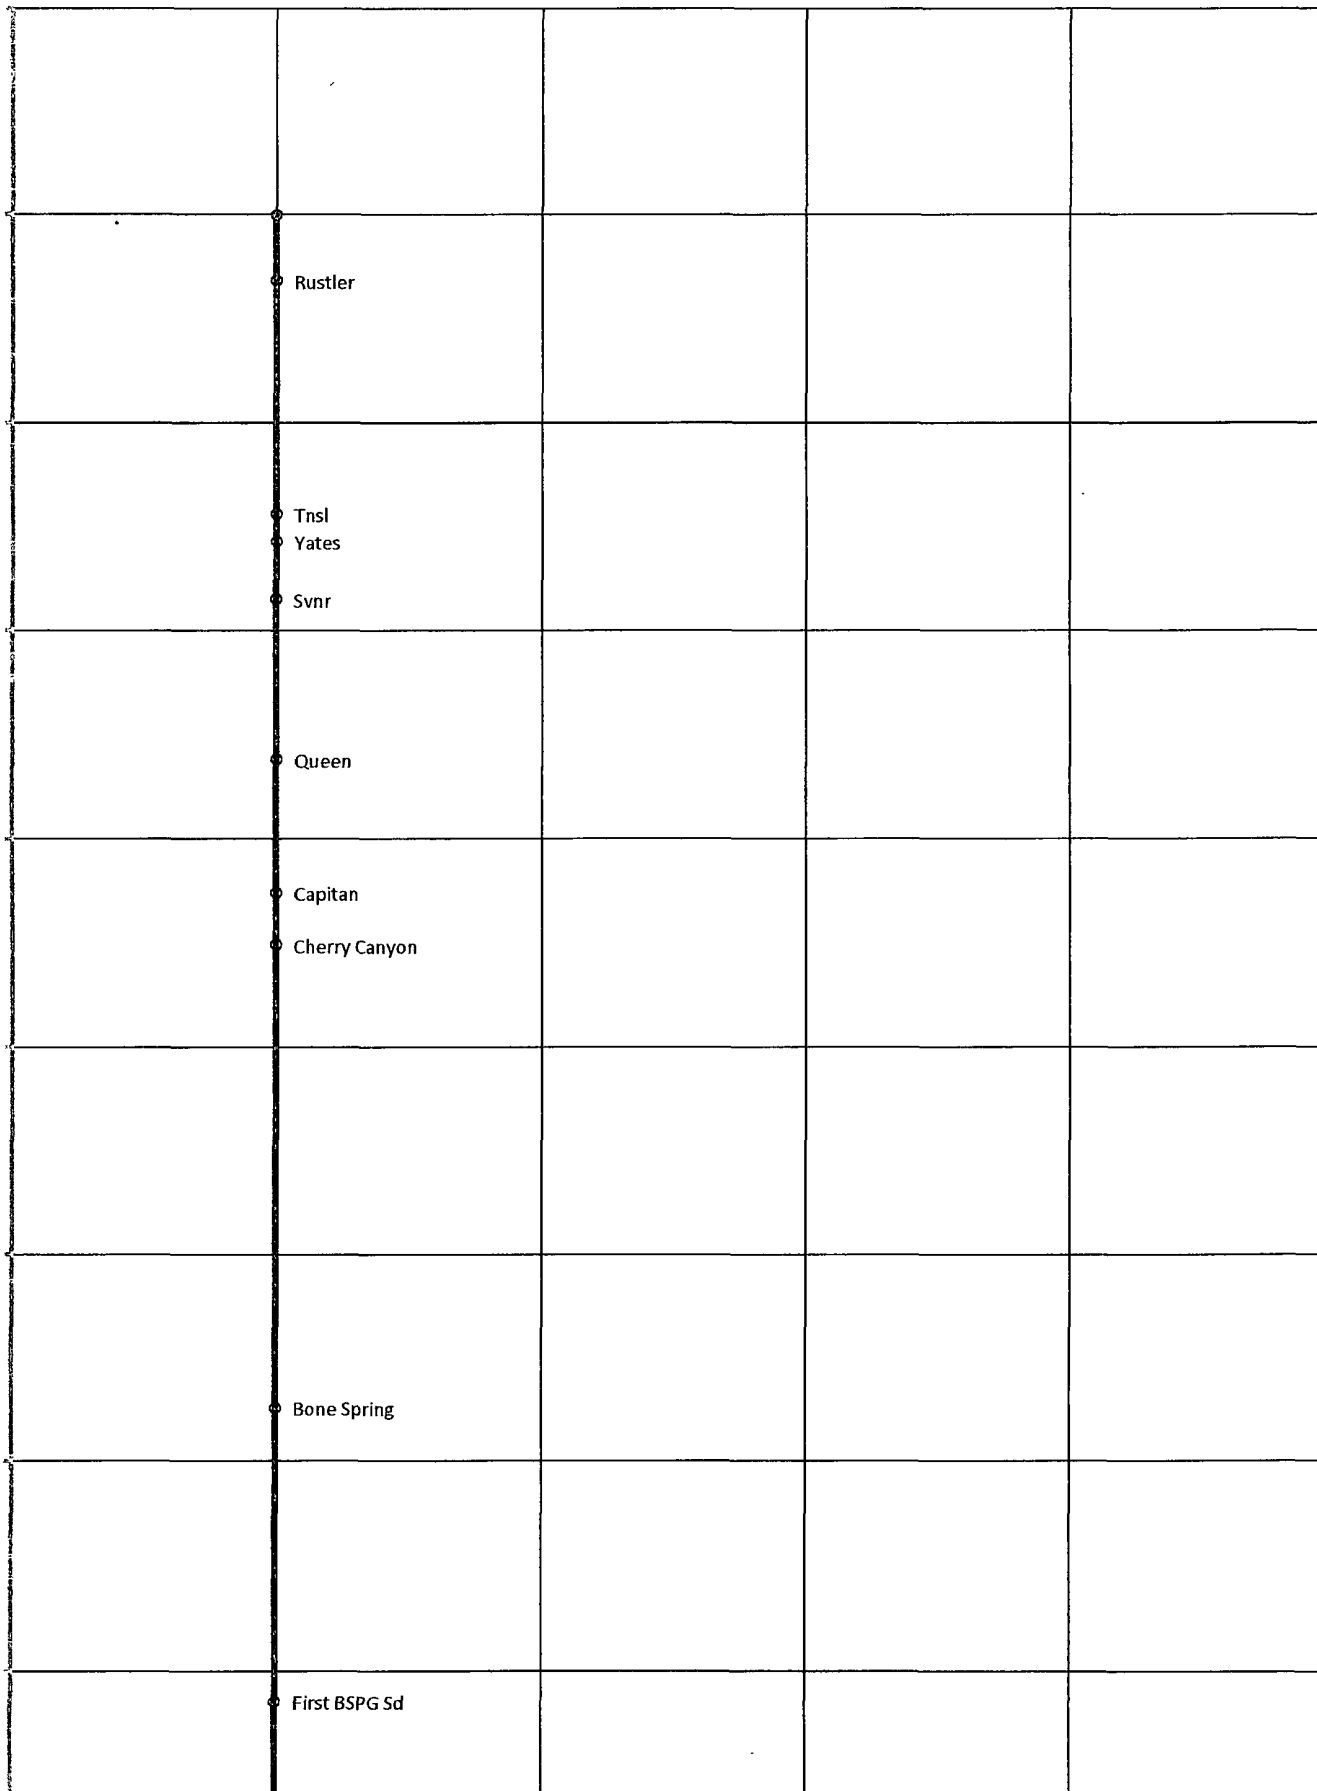 Rustler
Tnsl
Yates
Svnr
Queen
Capitan
Cherry Canyon
Bone Spring
First BSPG Sd